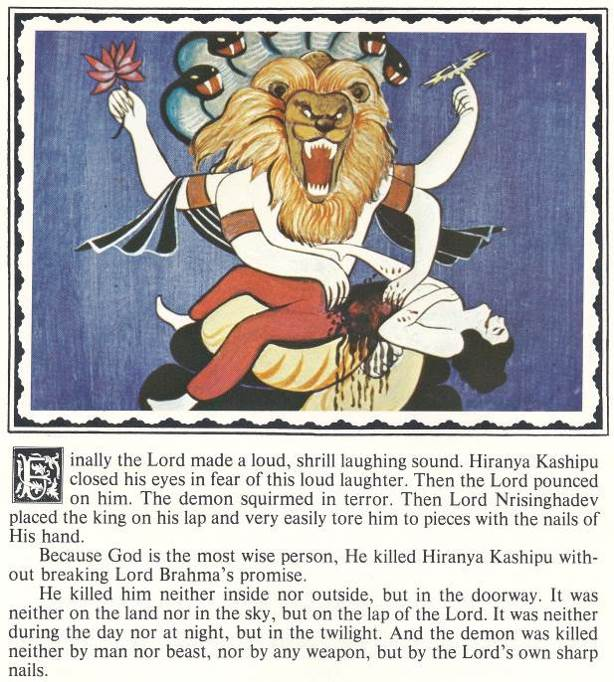 Finally the Lord made a loud, shrill laughing sound. Hiranya Kashipu
closed his eyes in fear of this loud laughter. Then the Lord pounced
on him. The demon squirmed in terror. Then Lord Nrisinghadev
placed the king on his lap and very easily tore him to pieces with the nails of
His hand.
Because God is the most wise person, He killed Hiranya Kashipu with-
out breaking Lord Brahma's promise.
He killed him neither inside nor outside, but in the doorway. It was
neither on the land nor in the sky, but on the lap of the Lord. It was neither
during the day nor at night, but in the twilight. And the demon was killed
neither by man nor beast, nor by any weapon, but by the Lord's own sharp
nails.